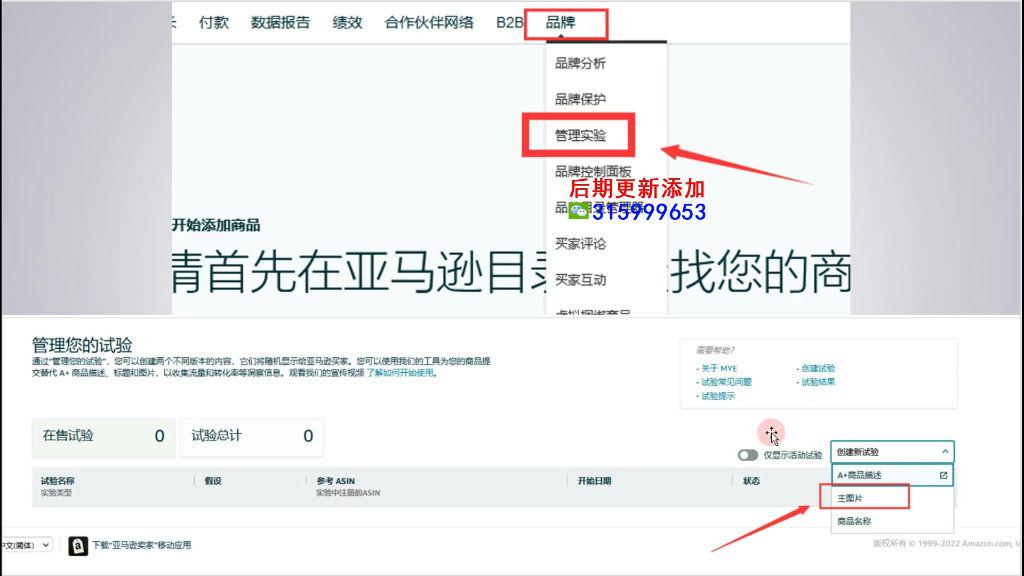 付款 数据报告 绩效 合作伙伴网络 B2B 品牌
品牌分析
品牌保护
管理实验
品牌控制面板
后期更新添加
315999653
买家评论
买家互动
开始添加商品
请首先在亚马逊目录 找您的商
管理您的试验
通过“管理您的试验”，您可以创建两个不同版本的内容，它们将随机显示给亚马逊买家。您可以使用我们的工具为您的商品提
交替代 A+ 商品描述、标题和图片，以收集流量和转化率等洞察信息。观看我们的宣传视频 了解如何开始使用。
需要帮助?
- 关于 MYE
- 创建试验
- 试验常见问题
- 试验结果
- 试验提示
在售试验 0
试验总计 0
仅显示活动试验
创建新试验
A+商品描述
主图片
商品名称
试验名称
试验类型
假设
参考 ASIN
实验中注册的ASIN
开始日期
状态
中文(简体)
下载“亚马逊卖家”移动应用
版权所有 © 1999-2022 Amazon.com, I